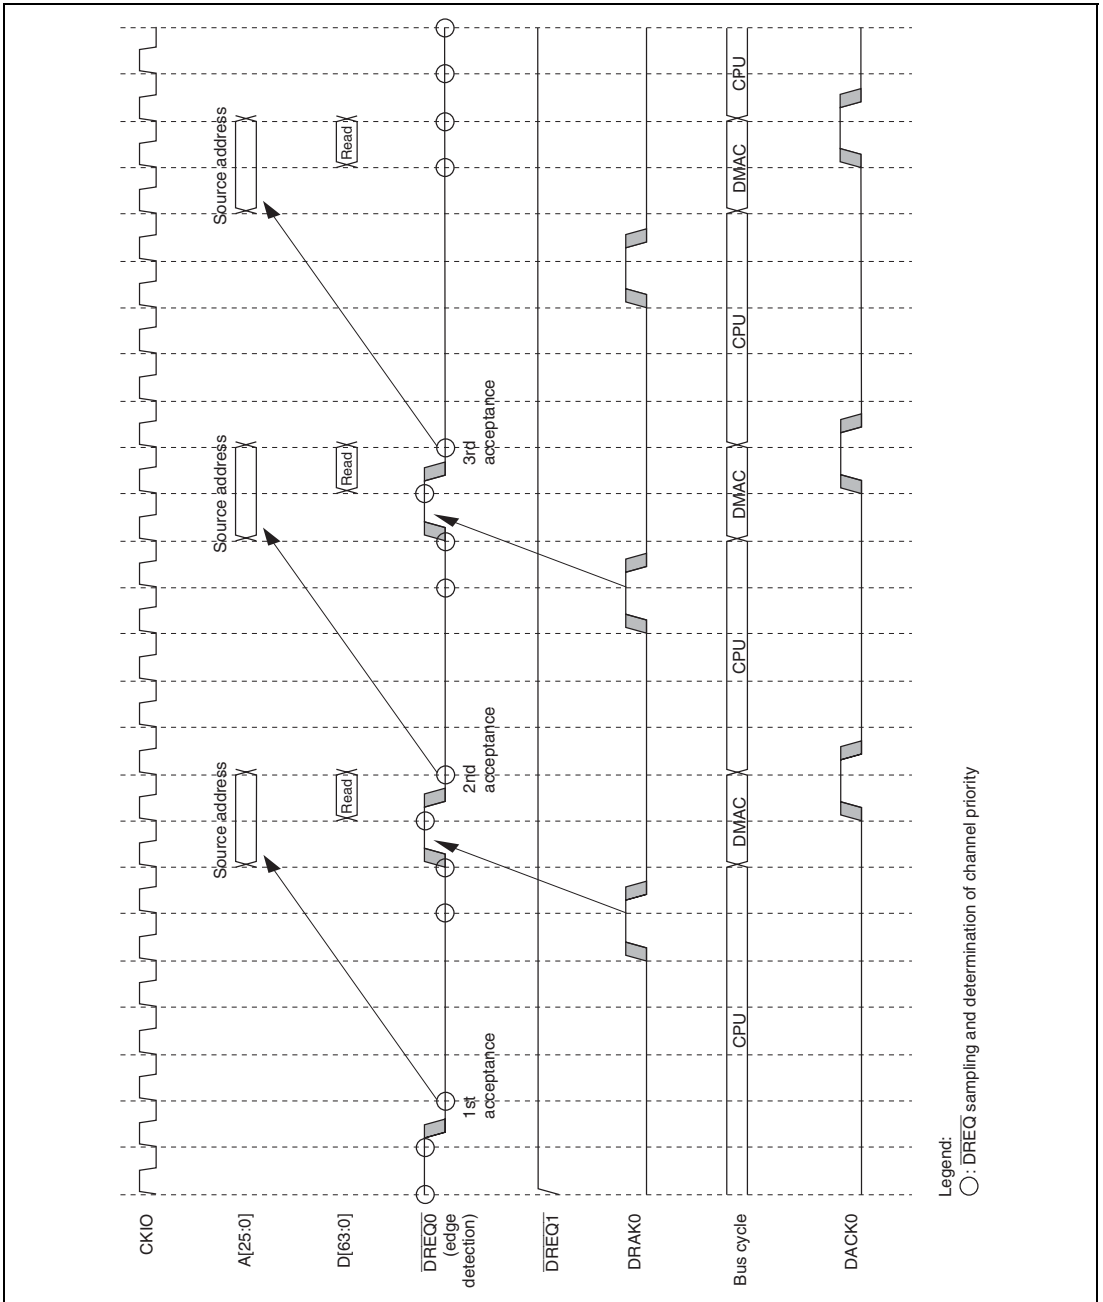 CKIO
A[25:0]
Source address
Source address
Source address
D[63:0]
Read
Read
Read
DREQ0
(edge
detection)
1st
acceptance
2nd
acceptance
3rd
acceptance
DREQ1
DRAK0
Bus cycle
CPU
DMAC
CPU
DMAC
CPU
DMAC
CPU
DACK0
Legend:
○: DREQ sampling and determination of channel priority